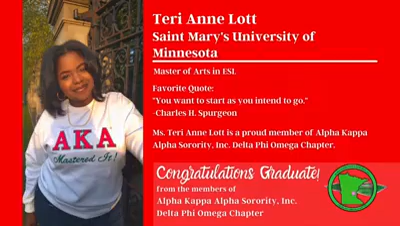 Teri Anne Lott
Saint Mary's University of
Minnesota
Master of Arts in ESL
Favorite Quote:
"You want to start as you intend to go."
-Charles H. Spurgeon
Ms. Teri Anne Lott is a proud member of Alpha Kappa
Alpha Sorority, Inc. Delta Phi Omega Chapter.
AKA
Mastered It!
Congratulations Graduate!
from the members of
Alpha Kappa Alpha Sorority, Inc.
Delta Phi Omega Chapter